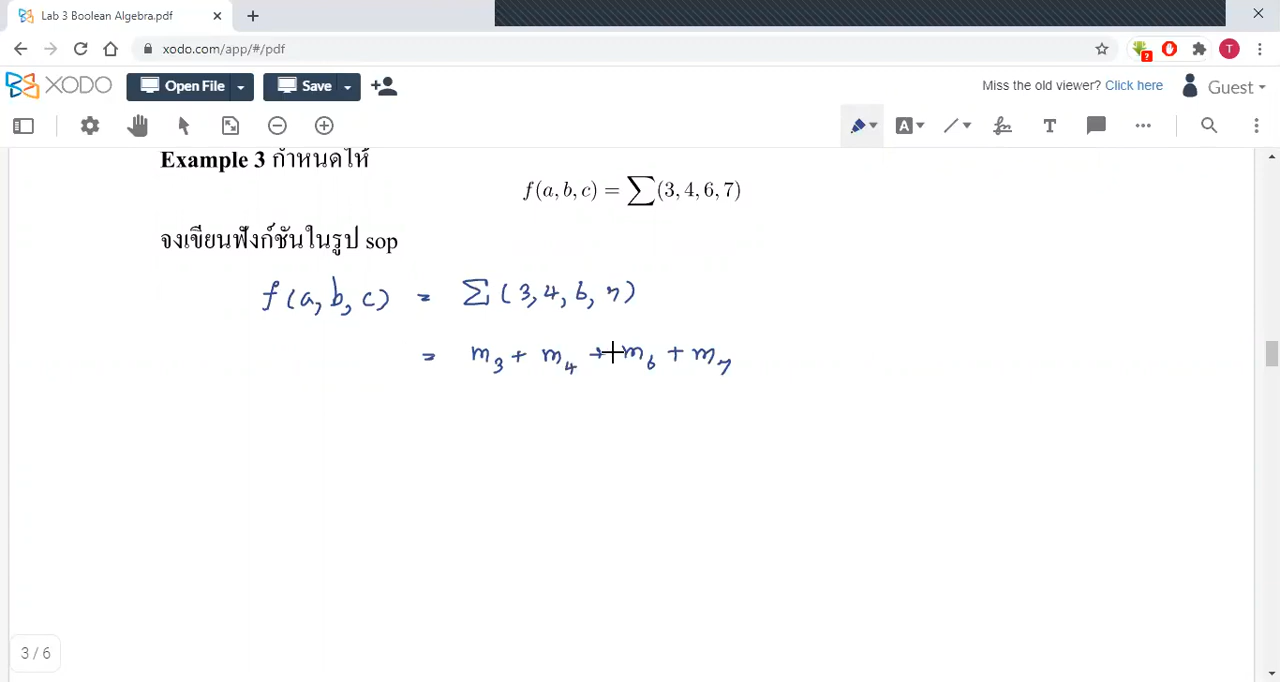 Lab 3 Boolean Algebra.pdf
xodo.com/app/#/pdf
XODO Open File Save Miss the old viewer? Click here Guest
Example 3 กำหนดให้
f(a, b, c) = ∑(3, 4, 6, 7)
จงเขียนฟังก์ชันในรูป sop
f(a, b, c) = Σ(3, 4, 6, 7)
= m₃ + m₄ + m₆ + m₇
3 / 6